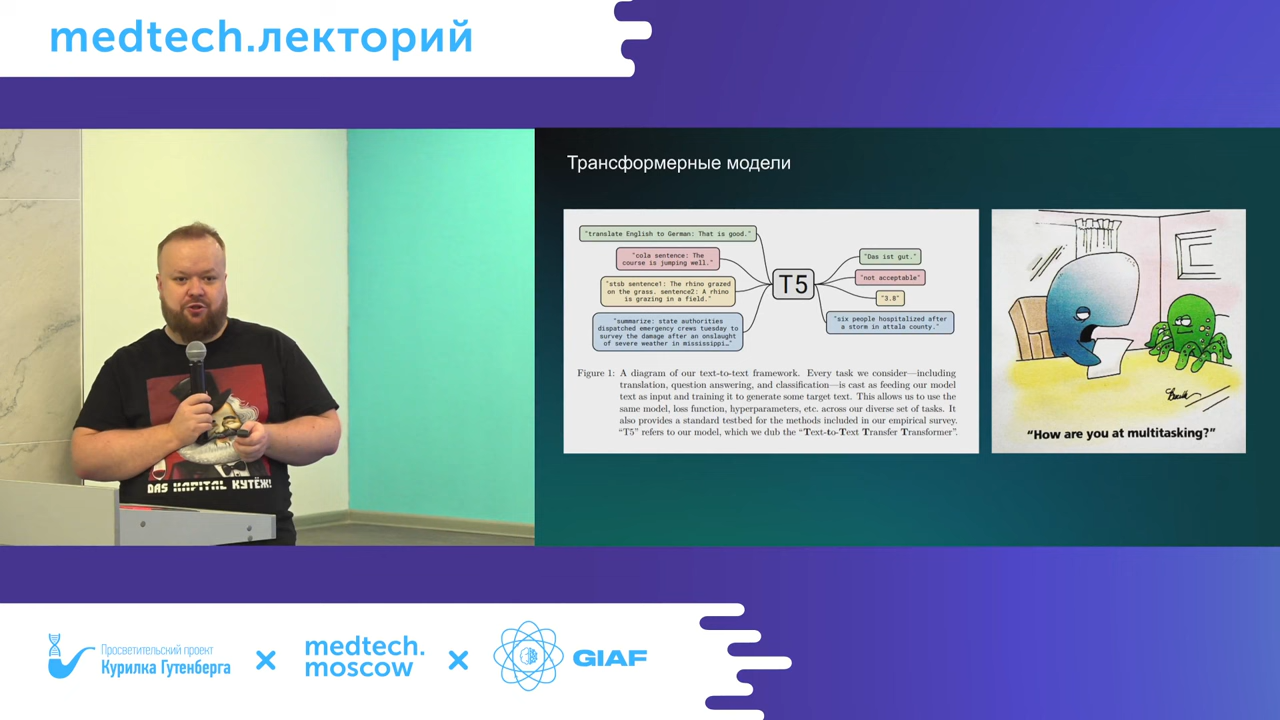 medtech.лекторий
DAS KAPITAL КУТЁЖ!
Трансформерные модели
"translate English to German: That is good."
"cola sentence: The
course is jumping well."
"stsb sentence1: The rhino grazed
on the grass. sentence2: A rhino
is grazing in a field."
"summarize: state authorities
dispatched emergency crews tuesday to
survey the damage after an onslaught
of severe weather in mississippi…"
T5
"Das ist gut."
"not acceptable"
"3.8"
"six people hospitalized after
a storm in attala county."
Figure 1: A diagram of our text-to-text framework. Every task we consider—including
translation, question answering, and classification—is cast as feeding our model
text as input and training it to generate some target text. This allows us to use the
same model, loss function, hyperparameters, etc. across our diverse set of tasks. It
also provides a standard testbed for the methods included in our empirical survey.
"T5" refers to our model, which we dub the "Text-to-Text Transfer Transformer".
"How are you at multitasking?"
Просветительский проект
Курилка Гутенберга
medtech.
moscow
GIAF